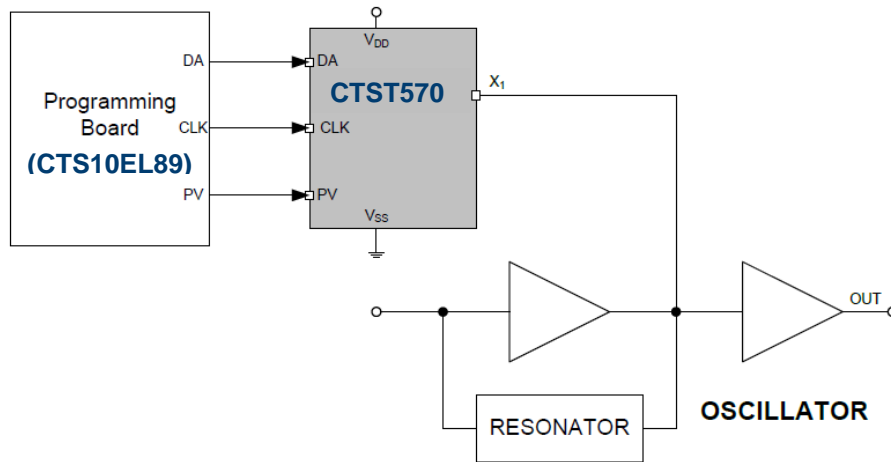 Programming
Board
(CTS10EL89)
DA
CLK
PV
VDD
DA
CTST570
X1
CLK
PV
VSS
OUT
RESONATOR
OSCILLATOR